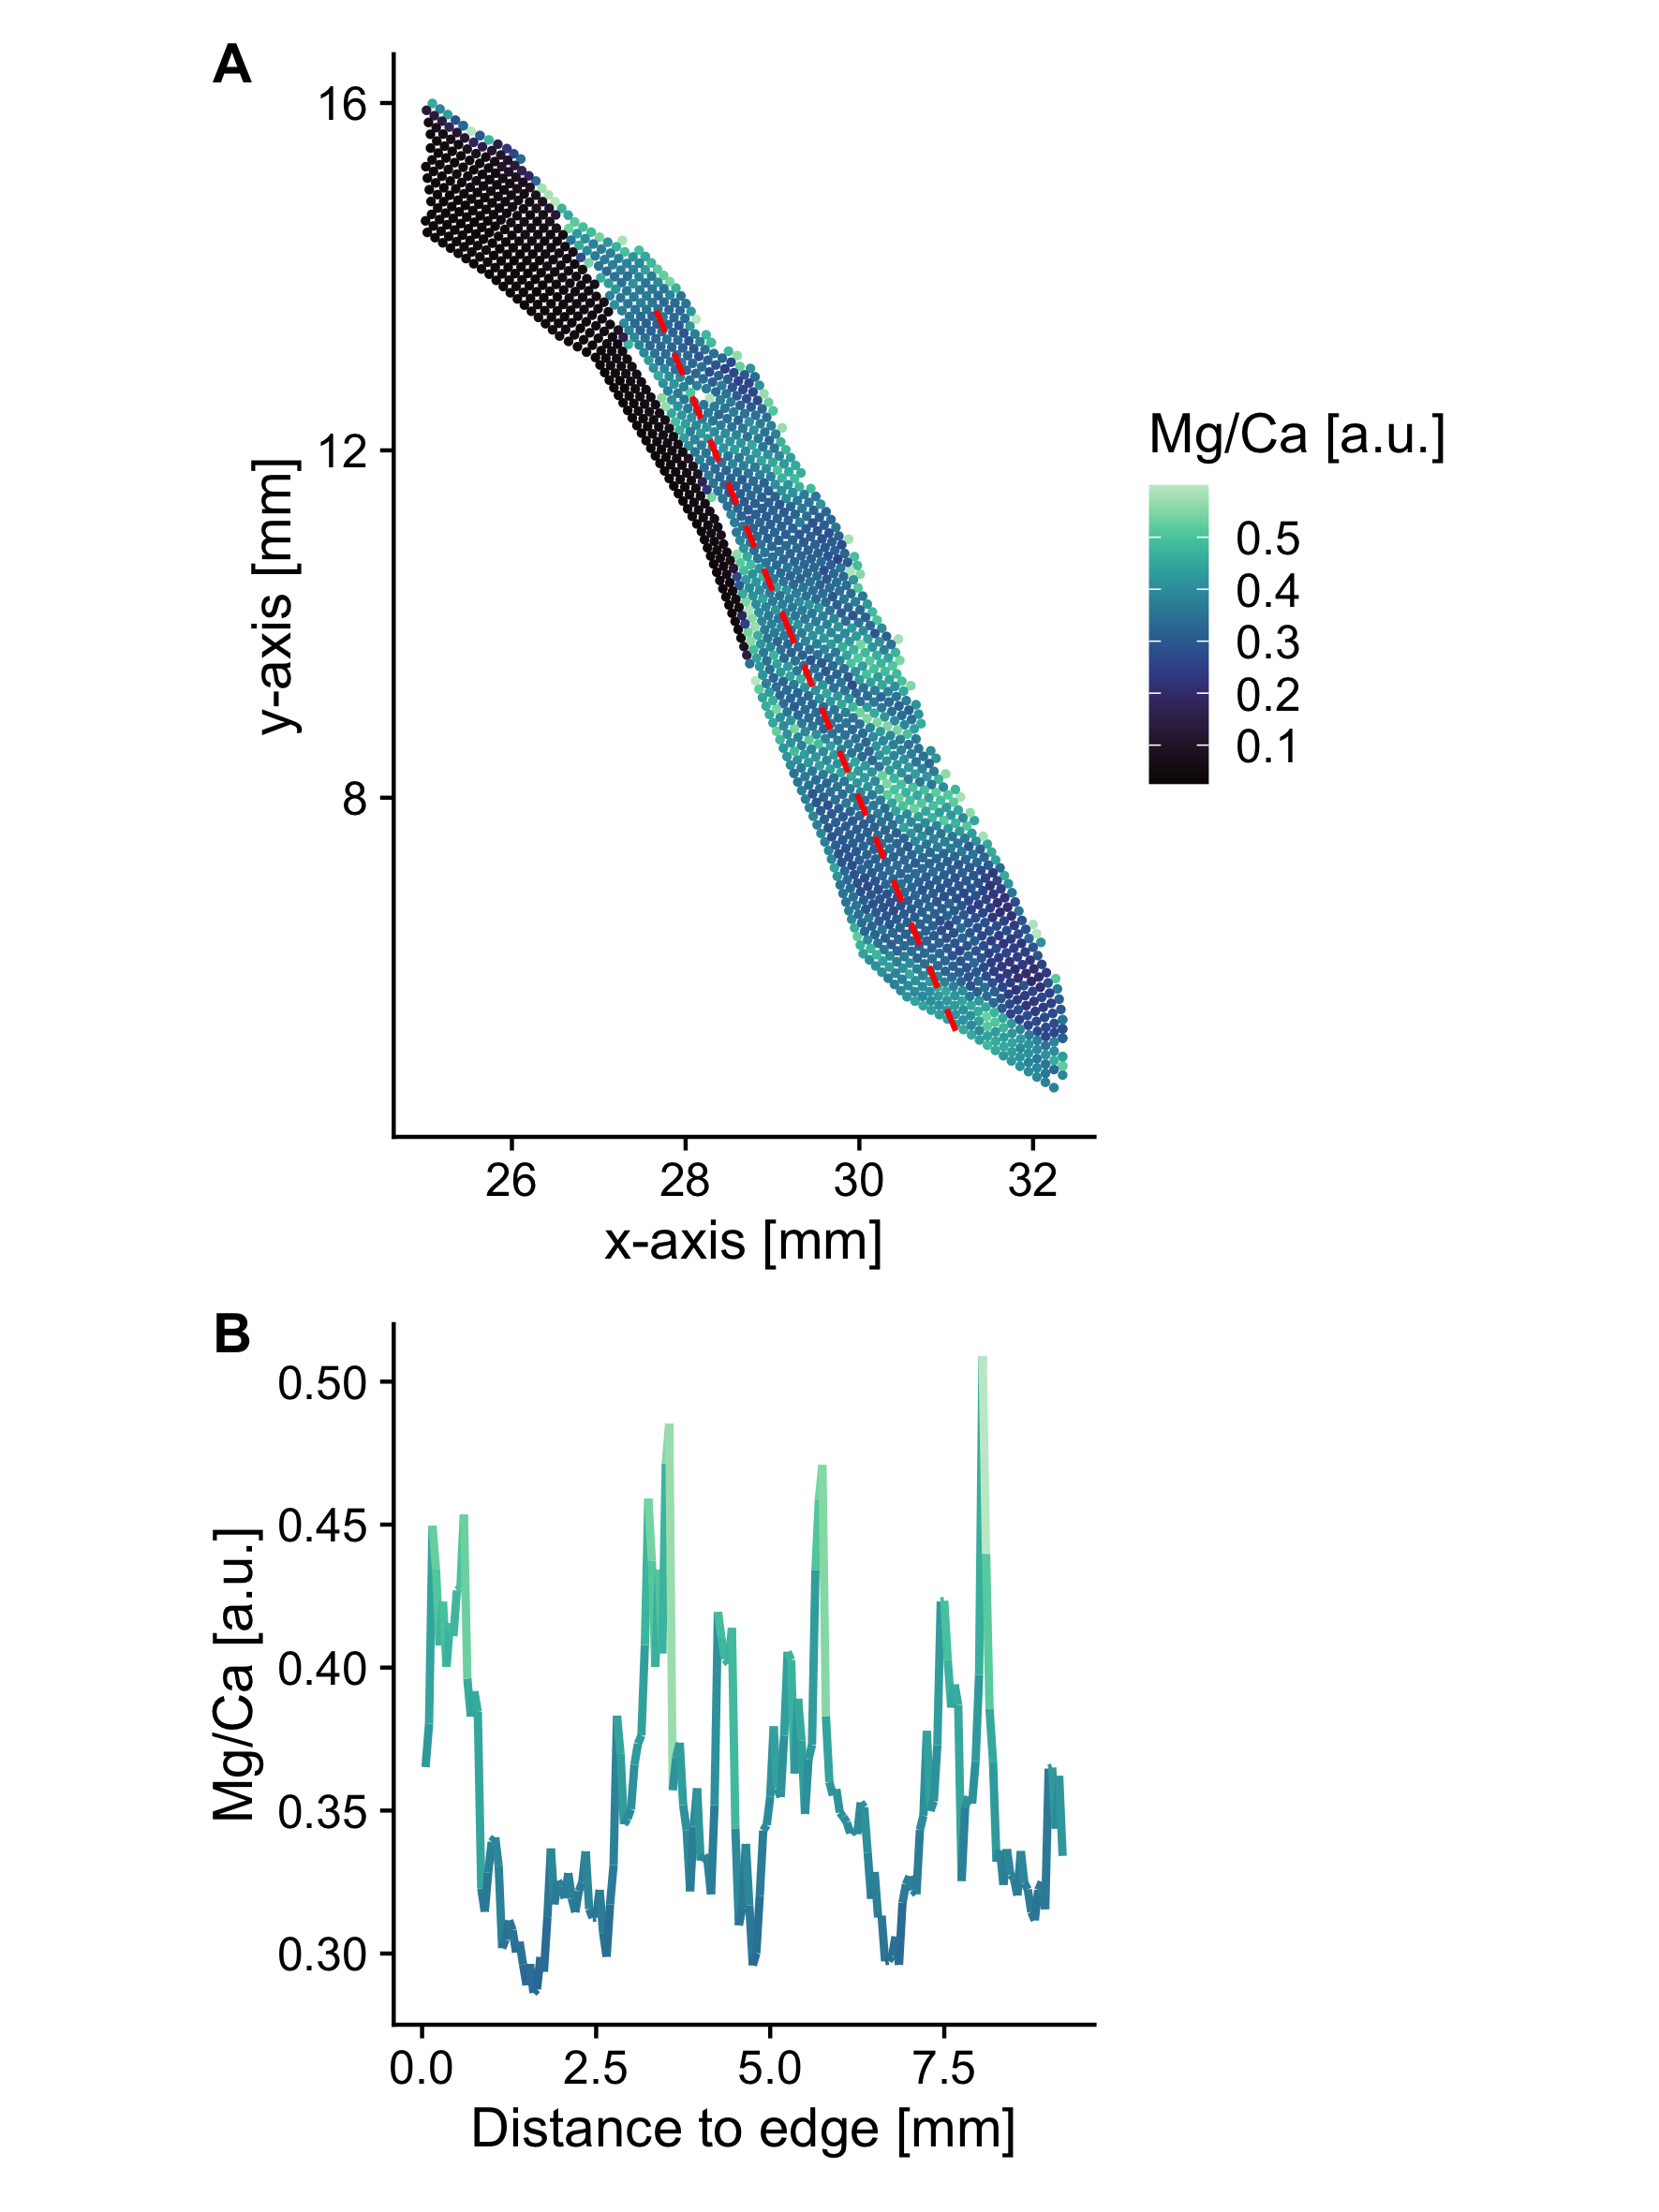 A
16
12
8
y-axis [mm]
26 28 30 32
x-axis [mm]
Mg/Ca [a.u.]
0.5
0.4
0.3
0.2
0.1
B
0.50
0.45
0.40
0.35
0.30
Mg/Ca [a.u.]
0.0 2.5 5.0 7.5
Distance to edge [mm]